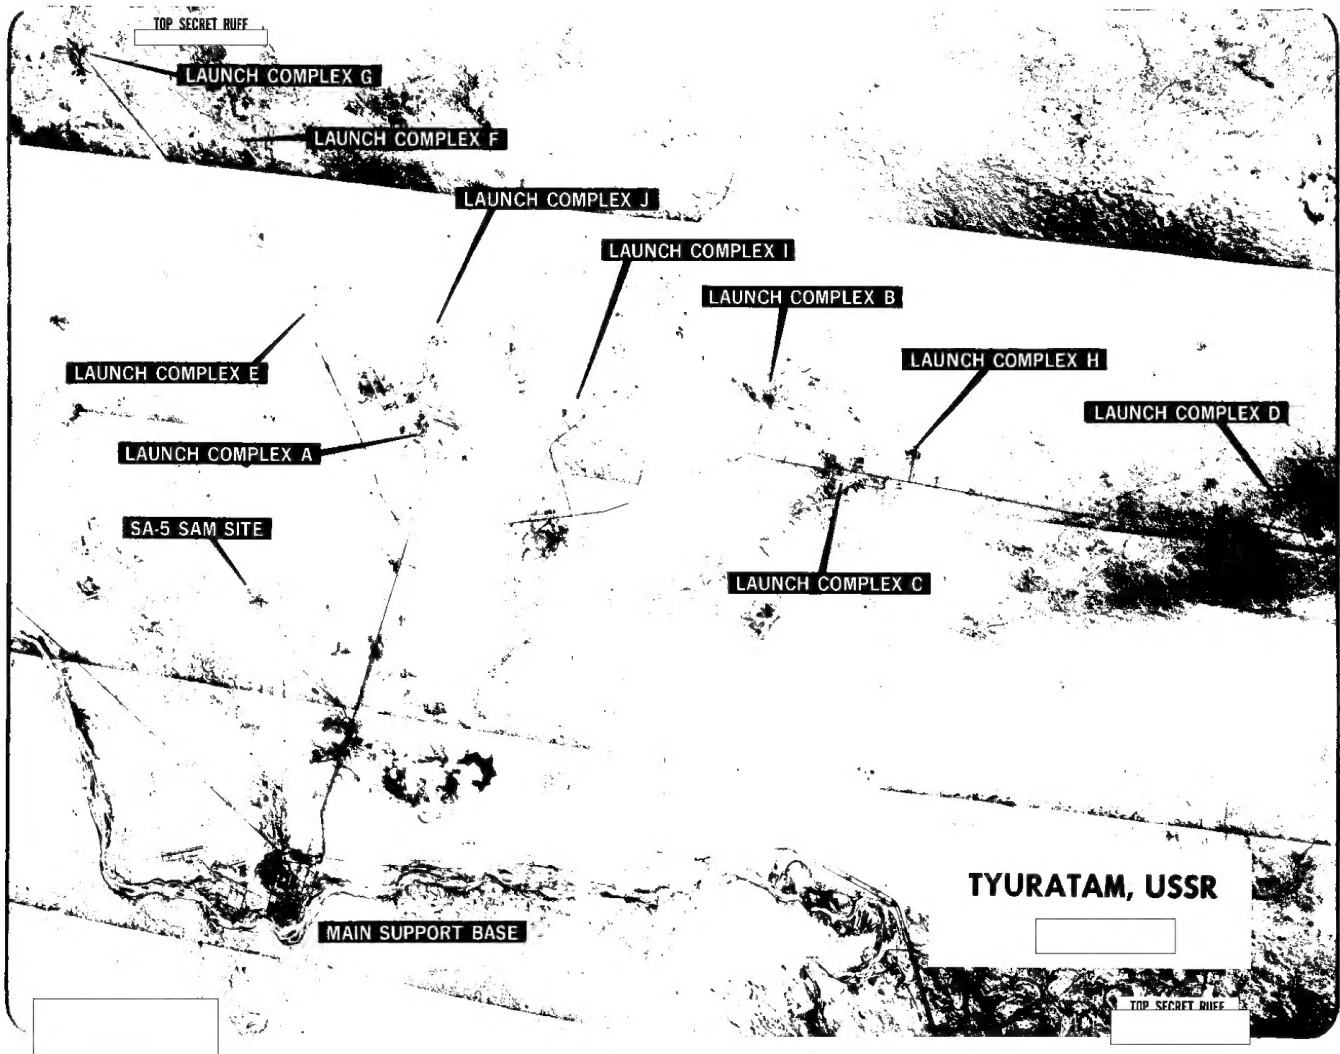 TOP SECRET RUFF
LAUNCH COMPLEX G
LAUNCH COMPLEX F
LAUNCH COMPLEX J
LAUNCH COMPLEX I
LAUNCH COMPLEX B
LAUNCH COMPLEX H
LAUNCH COMPLEX E
LAUNCH COMPLEX D
LAUNCH COMPLEX A
SA-5 SAM SITE
LAUNCH COMPLEX C
TYURATAM, USSR
MAIN SUPPORT BASE
TOP SECRET RUFF